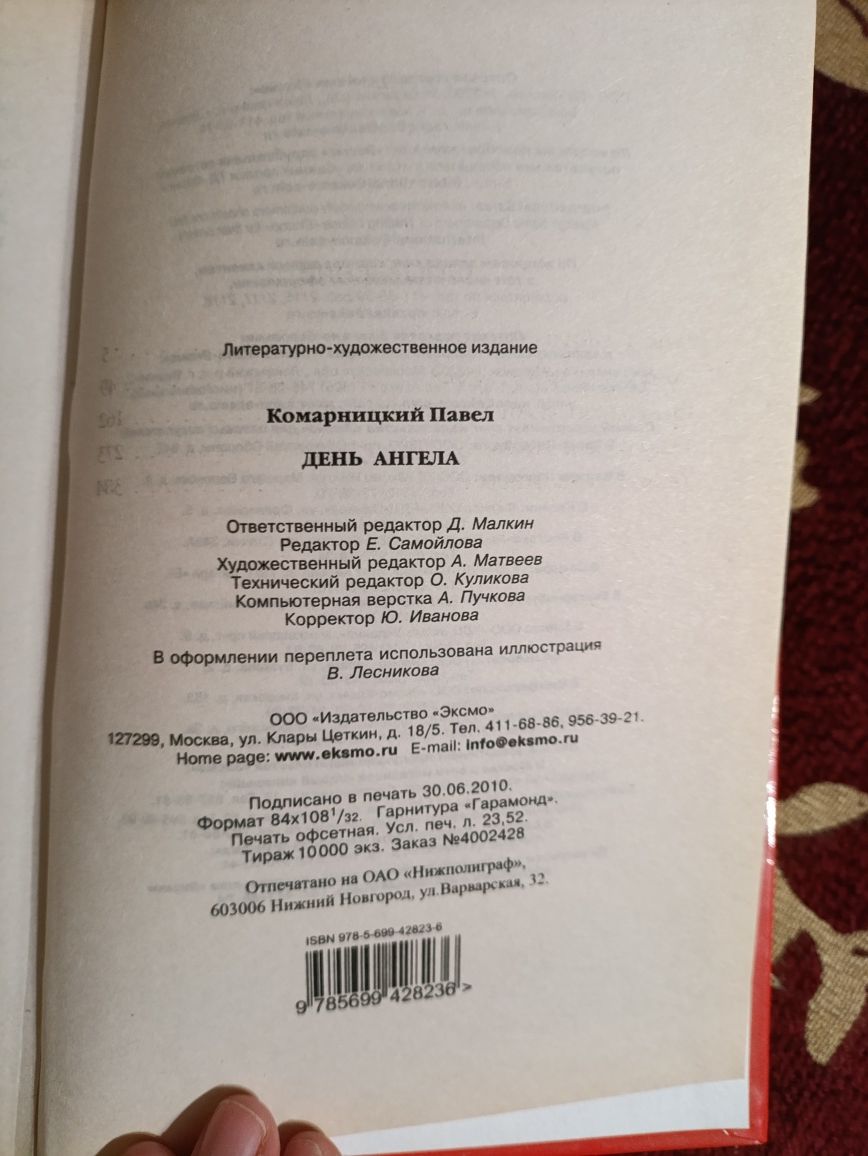 Литературно-художественное издание
Комарницкий Павел
ДЕНЬ АНГЕЛА
Ответственный редактор Д. Малкин
Редактор Е. Самойлова
Художественный редактор А. Матвеев
Технический редактор О. Куликова
Компьютерная верстка А. Пучкова
Корректор Ю. Иванова
В оформлении переплета использована иллюстрация
В. Лесникова
ООО «Издательство «Эксмо»
127299, Москва, ул. Клары Цеткин, д. 18/5. Тел. 411-68-86, 956-39-21.
Home page: www.eksmo.ru E-mail: info@eksmo.ru
Подписано в печать 30.06.2010.
Формат 84x108 1/32. Гарнитура «Гарамонд».
Печать офсетная. Усл. печ. л. 23,52.
Тираж 10 000 экз. Заказ №4002428
Отпечатано на ОАО «Нижполиграф»,
603006 Нижний Новгород, ул.Варварская, 32.
ISBN 978-5-699-42823-6
9 785699 428236 >